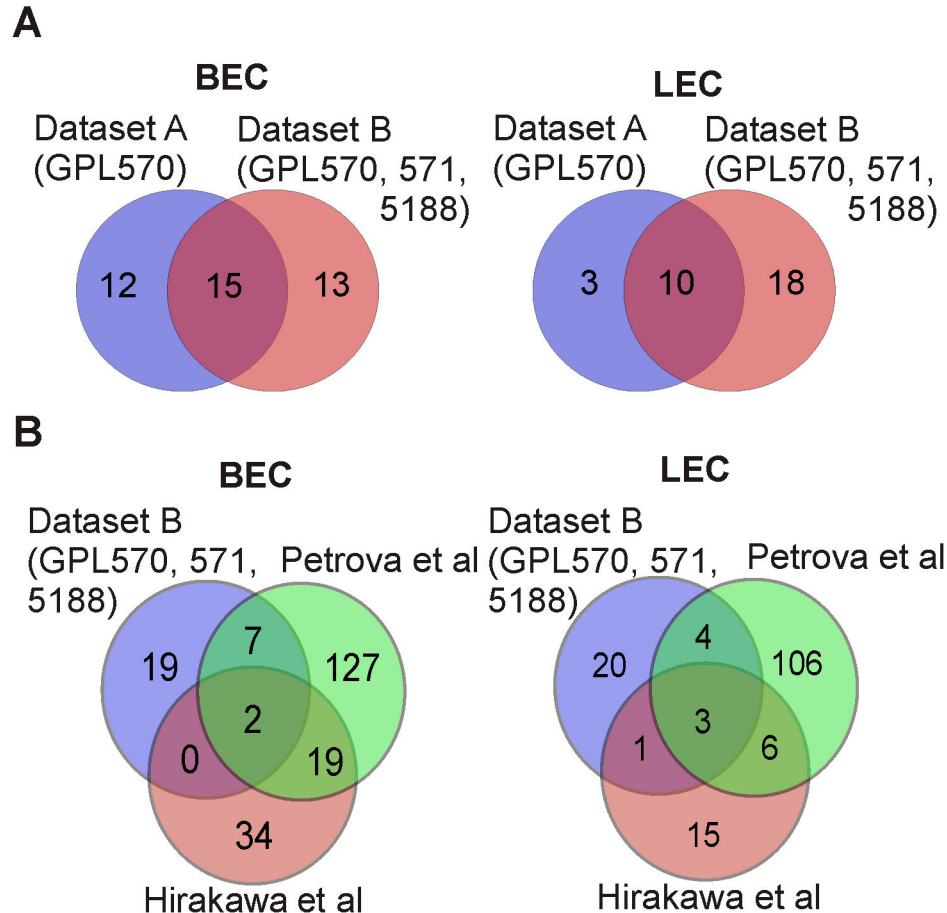 A
BEC
Dataset A
(GPL570)
Dataset B
(GPL570, 571,
5188)
12
15
13
LEC
Dataset A
(GPL570)
Dataset B
(GPL570, 571,
5188)
3
10
18
B
BEC
Dataset B
(GPL570, 571,
5188)
Petrova et al
19
7
127
2
0
19
34
Hirakawa et al
LEC
Dataset B
(GPL570, 571,
5188)
Petrova et al
20
4
106
3
1
6
15
Hirakawa et al